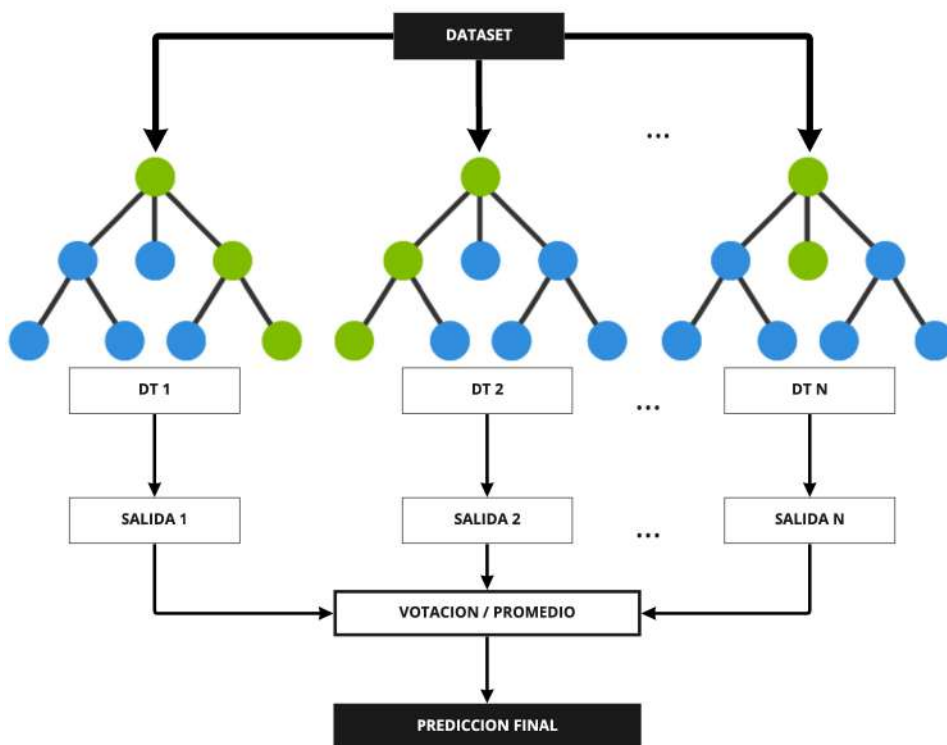 DATASET
...
DT 1
DT 2
...
DT N
SALIDA 1
SALIDA 2
...
SALIDA N
VOTACION / PROMEDIO
PREDICCION FINAL